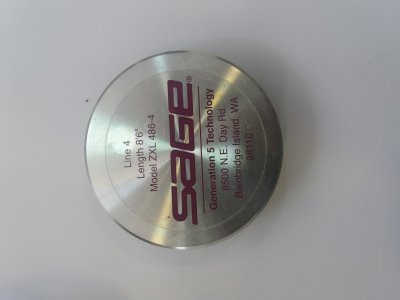 Line 4
Length 8'6"
Model ZXL 486-4
SAGE®
Generation 5 Technology
8500 N.E. Day Rd.
Bainbridge Island, WA
98110